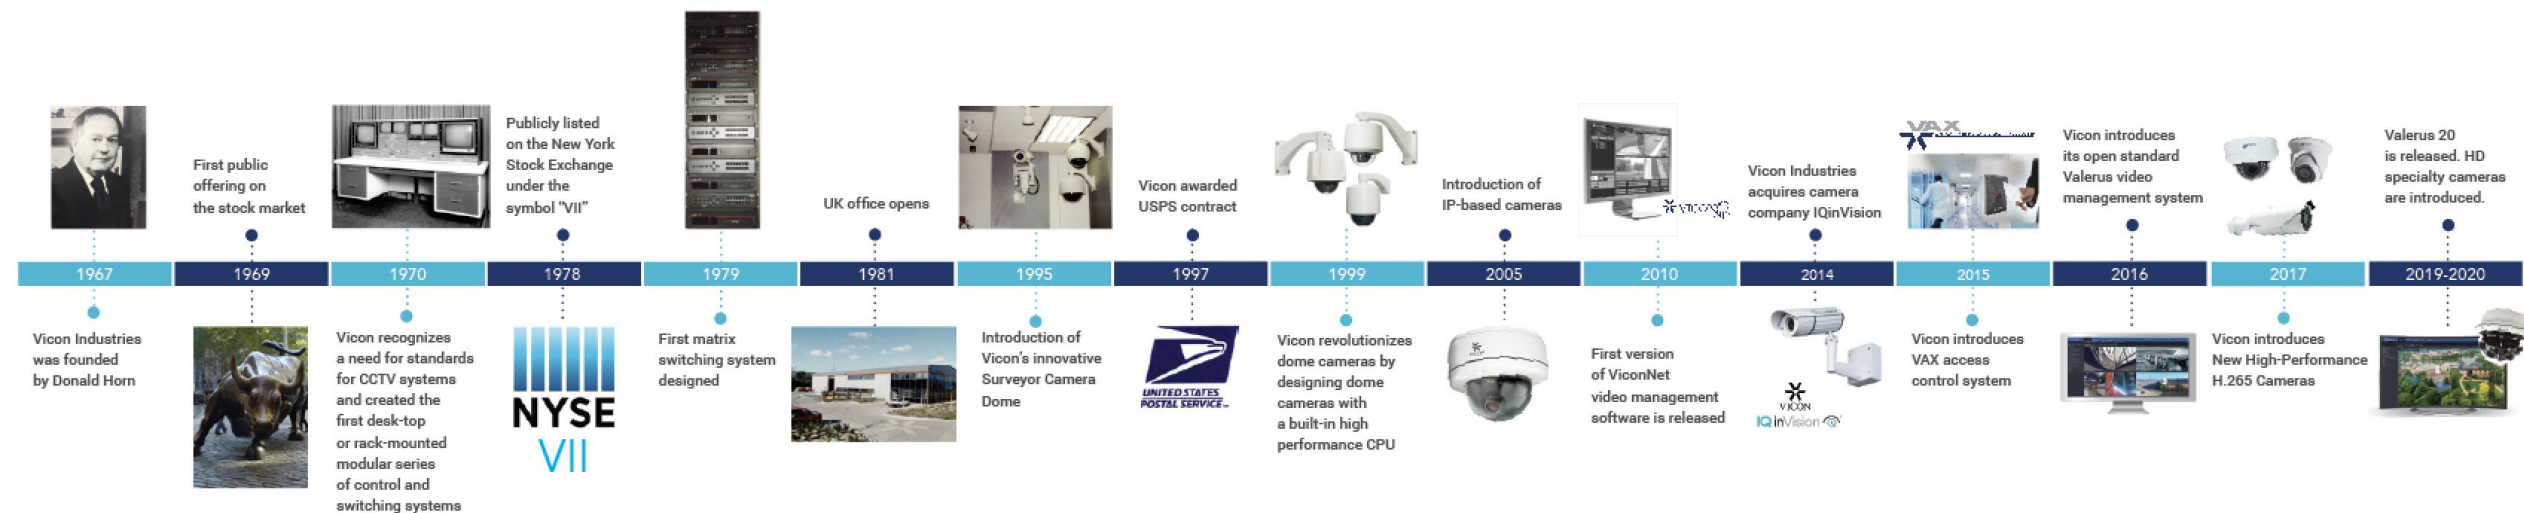 1967
Vicon Industries
was founded
by Donald Horn
First public
offering on
the stock market
1969
1970
Vicon recognizes
a need for standards
for CCTV systems
and created the
first desk-top
or rack-mounted
modular series
of control and
switching systems
Publicly listed
on the New York
Stock Exchange
under the
symbol "VII"
1978
NYSE
VII
1979
First matrix
switching system
designed
UK office opens
1981
1995
Introduction of
Vicon's innovative
Surveyor Camera
Dome
Vicon awarded
USPS contract
1997
UNITED STATES
POSTAL SERVICE
1999
Vicon revolutionizes
dome cameras by
designing dome
cameras with
a built-in high
performance CPU
Introduction of
IP-based cameras
2005
VICON
2010
First version
of ViconNet
video management
software is released
Vicon Industries
acquires camera
company IQinVision
2014
VICON
IQinVision
VAX
2015
Vicon introduces
VAX access
control system
Vicon introduces
its open standard
Valerus video
management system
2016
2017
Vicon introduces
New High-Performance
H.265 Cameras
Valerus 20
is released. HD
specialty cameras
are introduced.
2019-2020